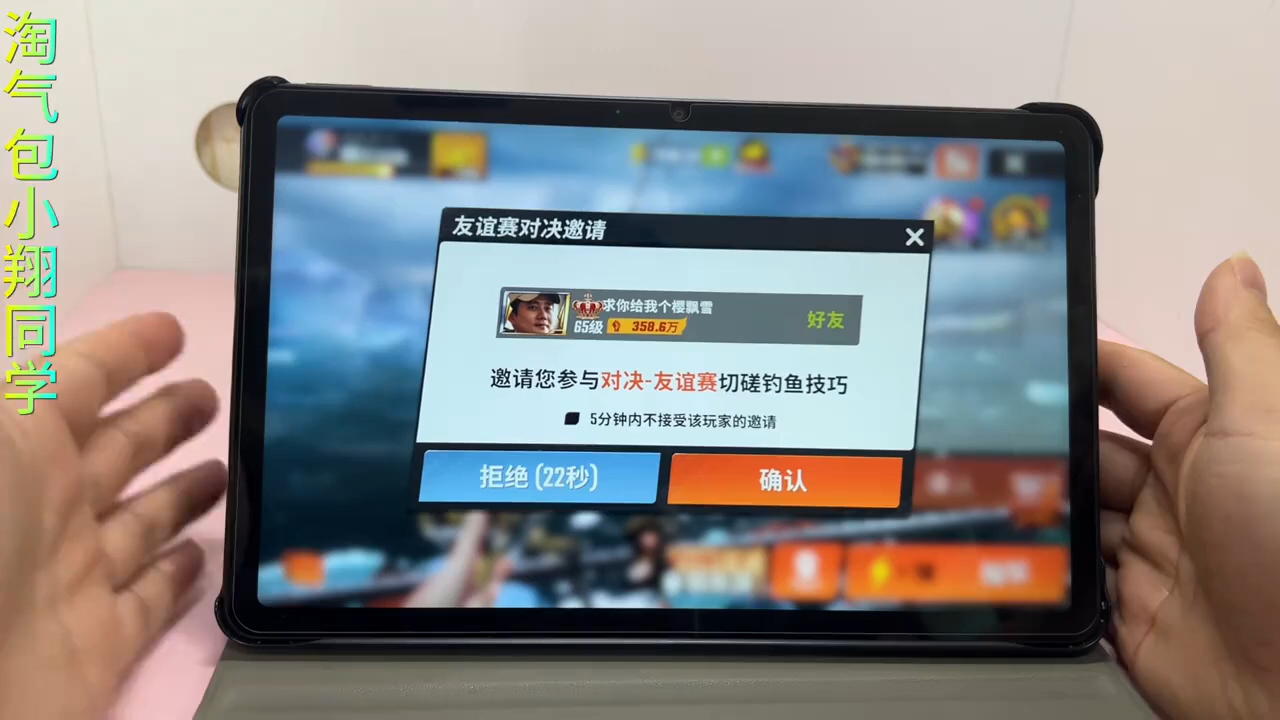 淘气包小翔同学
友谊赛对决邀请
求你给我个樱飘雪
65级 358.6万
好友
邀请您参与对决-友谊赛切磋钓鱼技巧
5分钟内不接受该玩家的邀请
拒绝(22秒)
确认